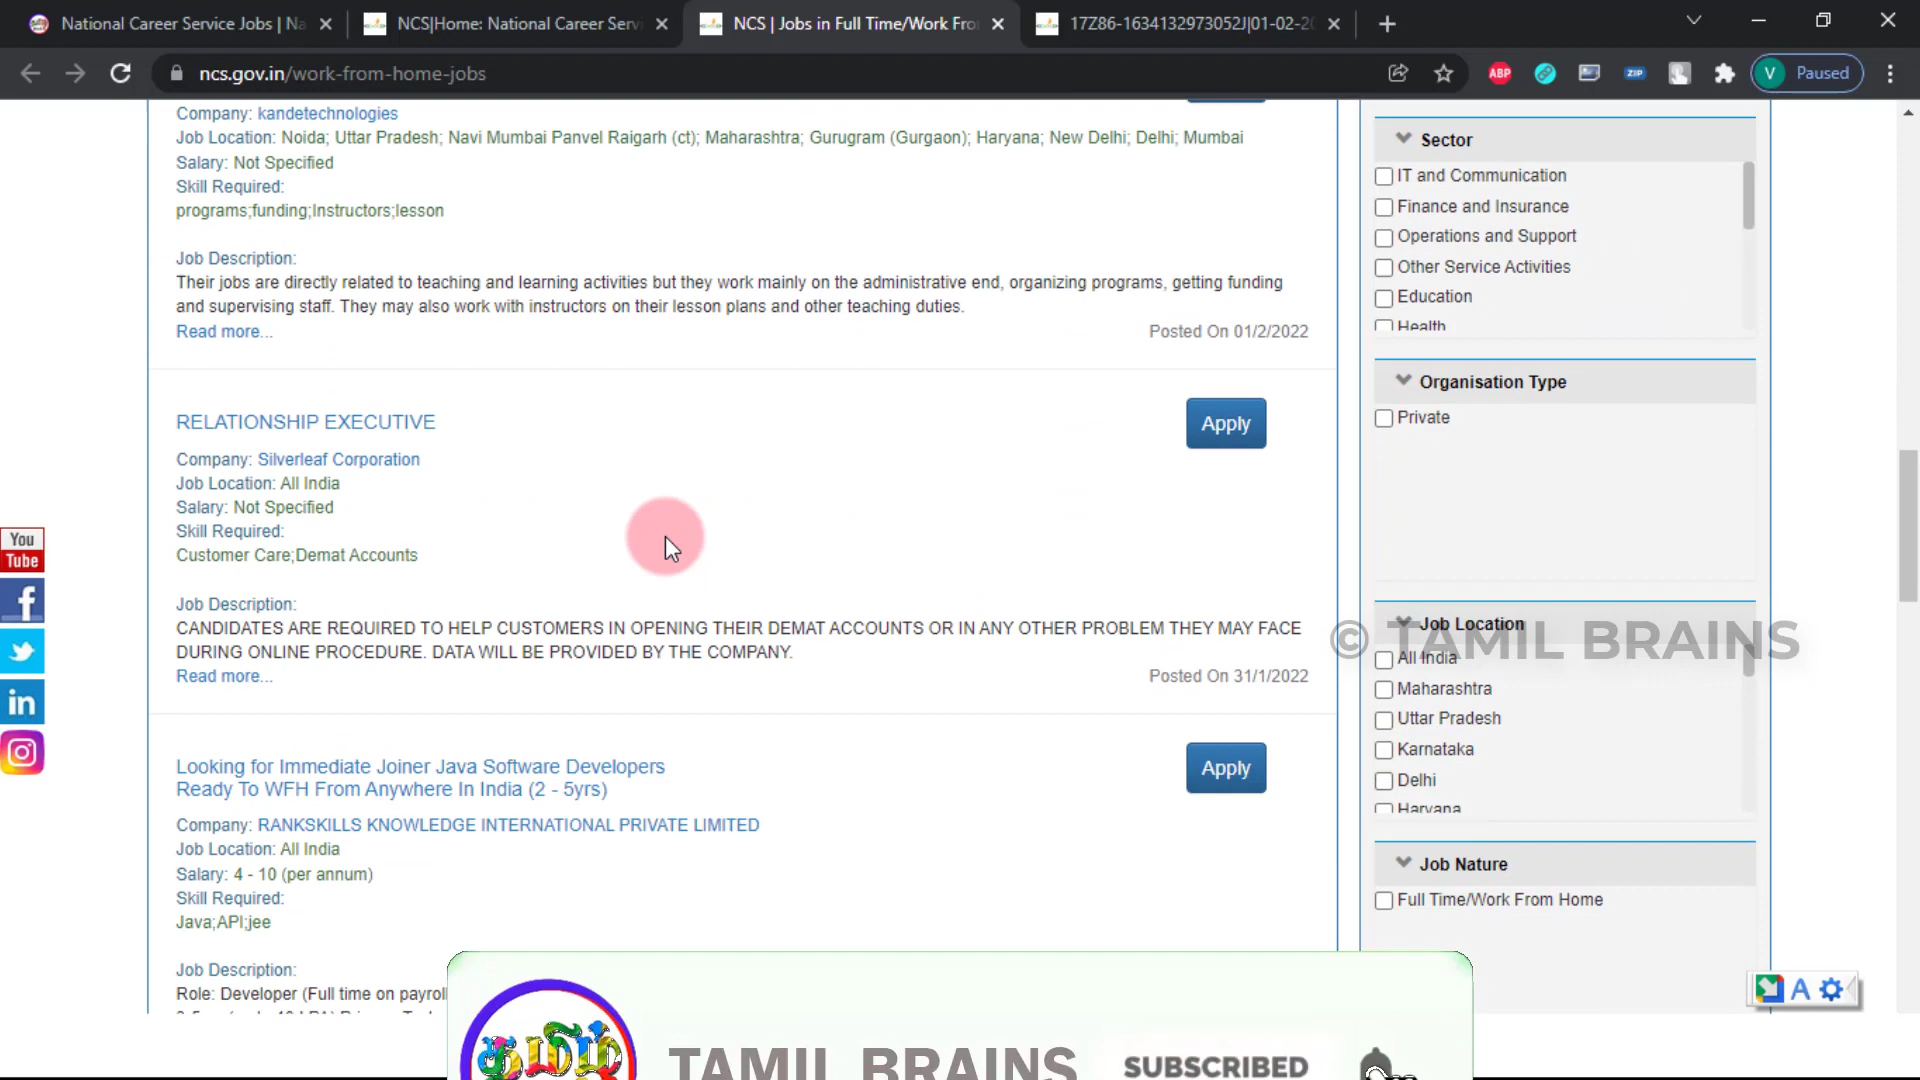 National Career Service Jobs | Na
NCS|Home: National Career Serv
NCS | Jobs in Full Time/Work Fro
17Z86-1634132973052J|01-02-20
ncs.gov.in/work-from-home-jobs
ABP
ZIP
V
Paused
Company: kandetechnologies
Job Location: Noida; Uttar Pradesh; Navi Mumbai Panvel Raigarh (ct); Maharashtra; Gurugram (Gurgaon); Haryana; New Delhi; Delhi; Mumbai
Salary: Not Specified
Skill Required:
programs;funding;Instructors;lesson
Job Description:
Their jobs are directly related to teaching and learning activities but they work mainly on the administrative end, organizing programs, getting funding
and supervising staff. They may also work with instructors on their lesson plans and other teaching duties.
Read more...
Posted On 01/2/2022
RELATIONSHIP EXECUTIVE
Apply
Company: Silverleaf Corporation
Job Location: All India
Salary: Not Specified
Skill Required:
Customer Care;Demat Accounts
Job Description:
CANDIDATES ARE REQUIRED TO HELP CUSTOMERS IN OPENING THEIR DEMAT ACCOUNTS OR IN ANY OTHER PROBLEM THEY MAY FACE
DURING ONLINE PROCEDURE. DATA WILL BE PROVIDED BY THE COMPANY.
Read more...
Posted On 31/1/2022
Looking for Immediate Joiner Java Software Developers
Ready To WFH From Anywhere In India (2 - 5yrs)
Apply
Company: RANKSKILLS KNOWLEDGE INTERNATIONAL PRIVATE LIMITED
Job Location: All India
Salary: 4 - 10 (per annum)
Skill Required:
Java;API;jee
Job Description:
Role: Developer (Full time on payroll
Sector
IT and Communication
Finance and Insurance
Operations and Support
Other Service Activities
Education
Health
Organisation Type
Private
Job Location
© TAMIL BRAINS
All India
Maharashtra
Uttar Pradesh
Karnataka
Delhi
Haryana
Job Nature
Full Time/Work From Home
You
Tube
f
in
A
தமிழ்
TAMIL BRAINS
SUBSCRIBED